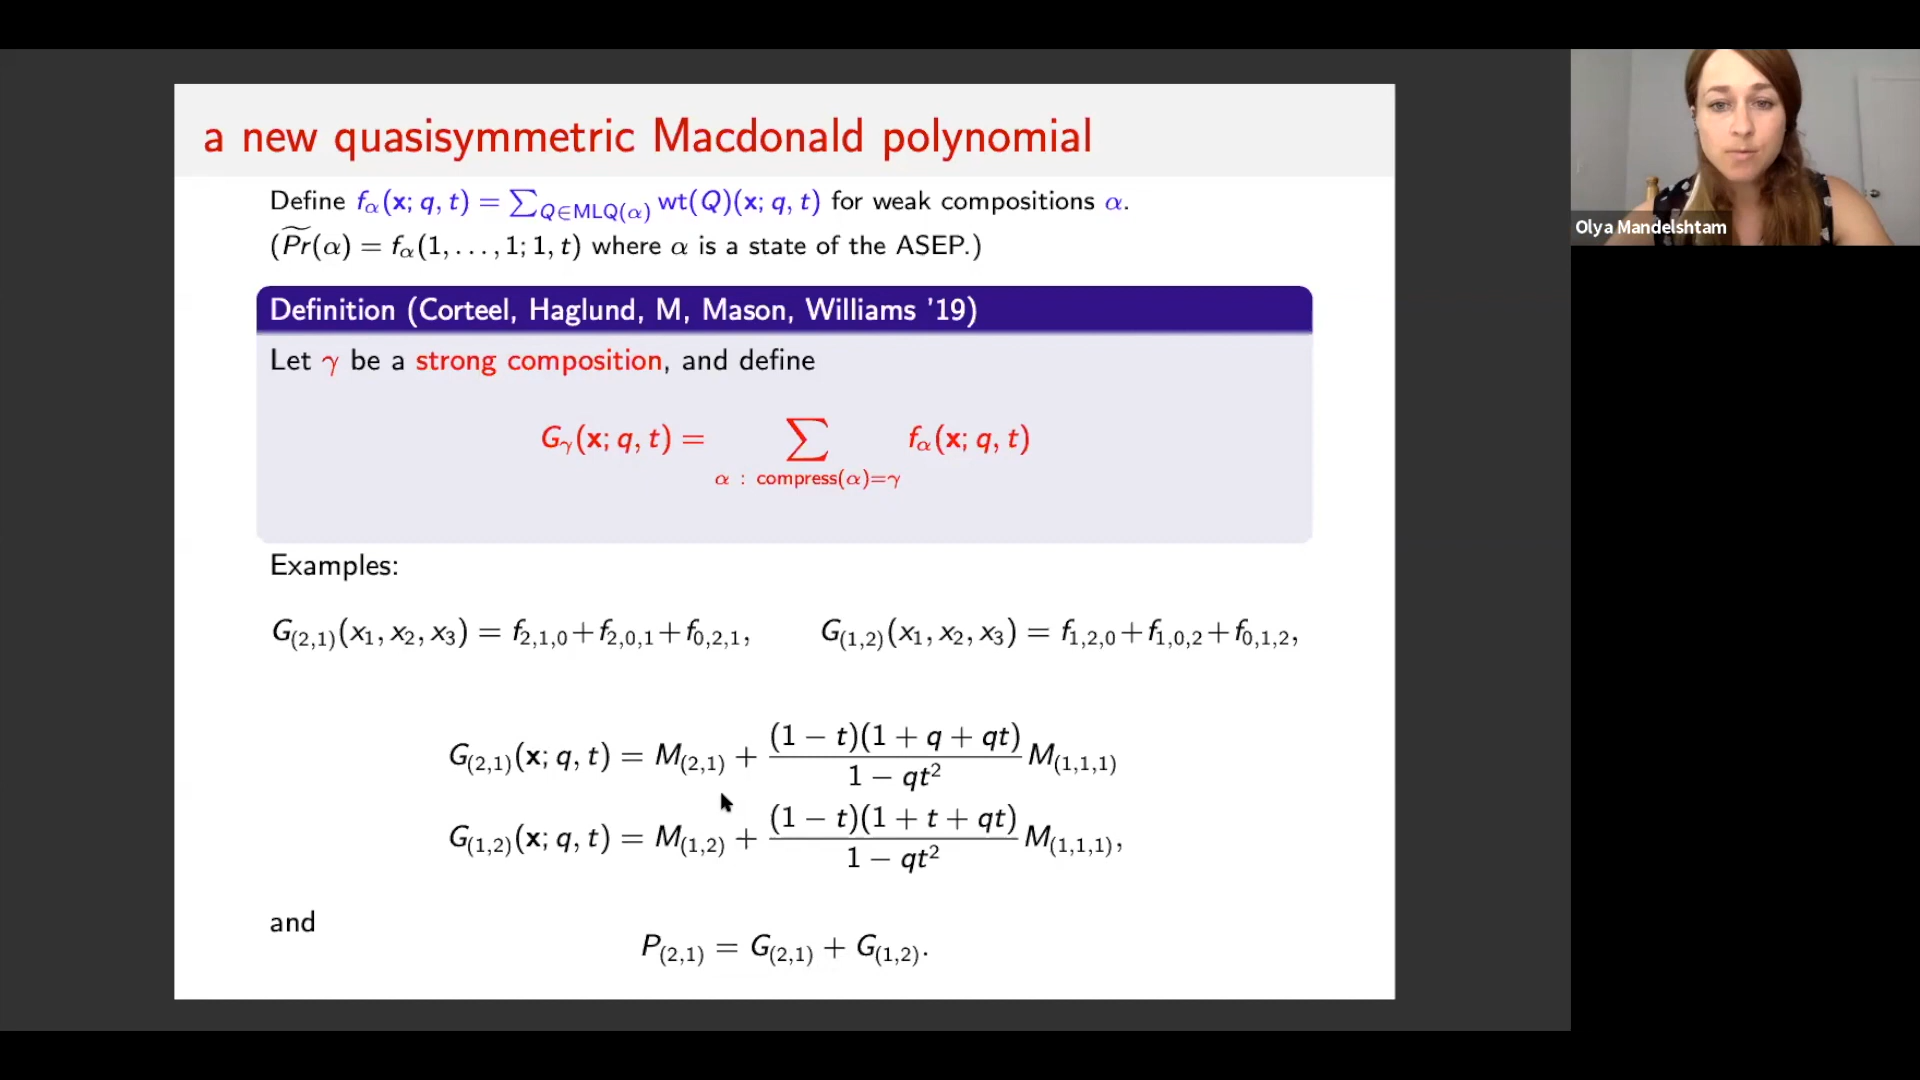 a new quasisymmetric Macdonald polynomial
Define f_α(x; q, t) = ∑_{Q∈MLQ(α)} wt(Q)(x; q, t) for weak compositions α.
(P̃r(α) = f_α(1, . . . , 1; 1, t) where α is a state of the ASEP.)
Definition (Corteel, Haglund, M, Mason, Williams '19)
Let γ be a strong composition, and define
G_γ(x; q, t) = ∑_{α : compress(α)=γ} f_α(x; q, t)
Examples:
G_{(2,1)}(x_1, x_2, x_3) = f_{2,1,0} + f_{2,0,1} + f_{0,2,1}, G_{(1,2)}(x_1, x_2, x_3) = f_{1,2,0} + f_{1,0,2} + f_{0,1,2},
G_{(2,1)}(x; q, t) = M_{(2,1)} + \frac{(1 − t)(1 + q + qt)}{1 − qt^2} M_{(1,1,1)}
G_{(1,2)}(x; q, t) = M_{(1,2)} + \frac{(1 − t)(1 + t + qt)}{1 − qt^2} M_{(1,1,1)},
and
P_{(2,1)} = G_{(2,1)} + G_{(1,2)}.
Olya Mandelshtam